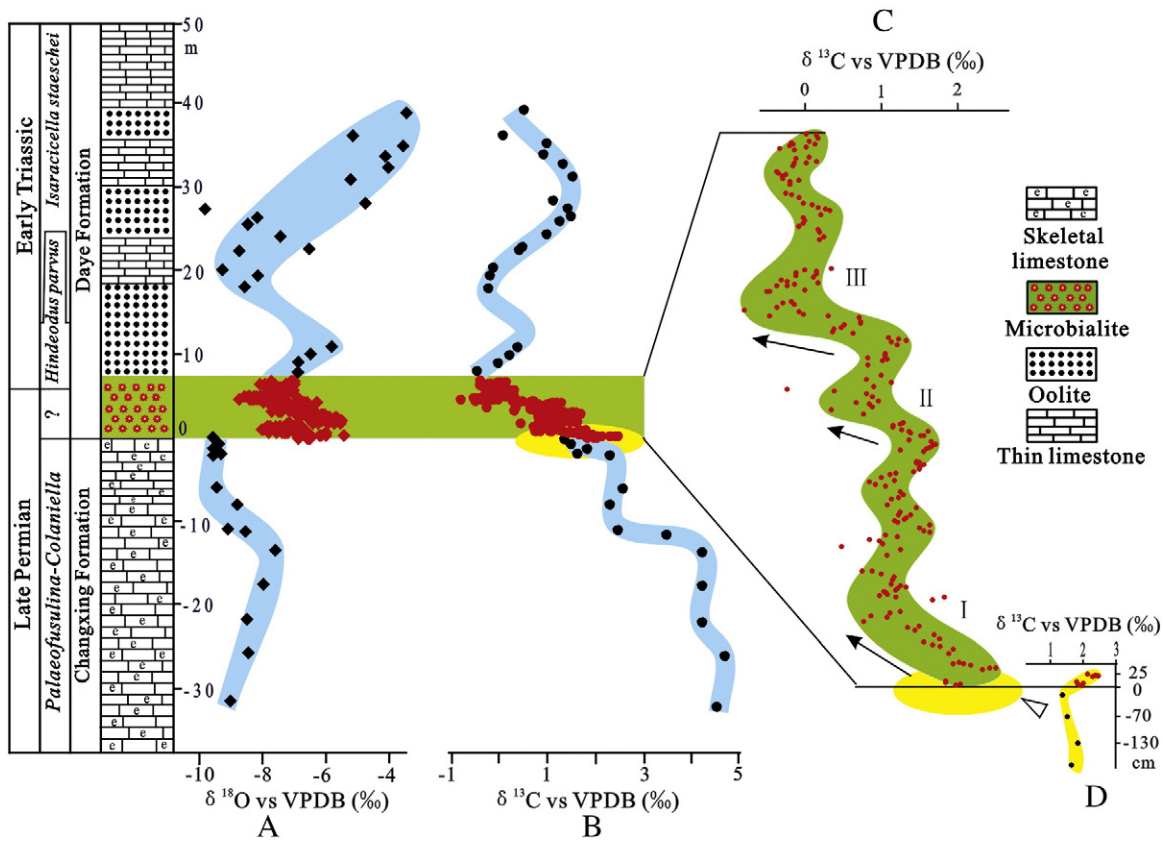 C
δ ¹³C vs VPDB (‰)
0 1 2
50
m
40
30
20
10
0
-10
-20
-30
Early Triassic
Late Permian
Isaracicella staeschei
Hindeodus parvus
?
Palaeofusulina-Colaniella
Daye Formation
Changxing Formation
e
III
II
I
Skeletal
limestone
Microbialite
Oolite
Thin limestone
δ ¹³C vs VPDB (‰)
1 2 3
25
0
-70
-130
cm
D
-10 -8 -6 -4
δ ¹⁸O vs VPDB (‰)
A
-1 1 3 5
δ ¹³C vs VPDB (‰)
B